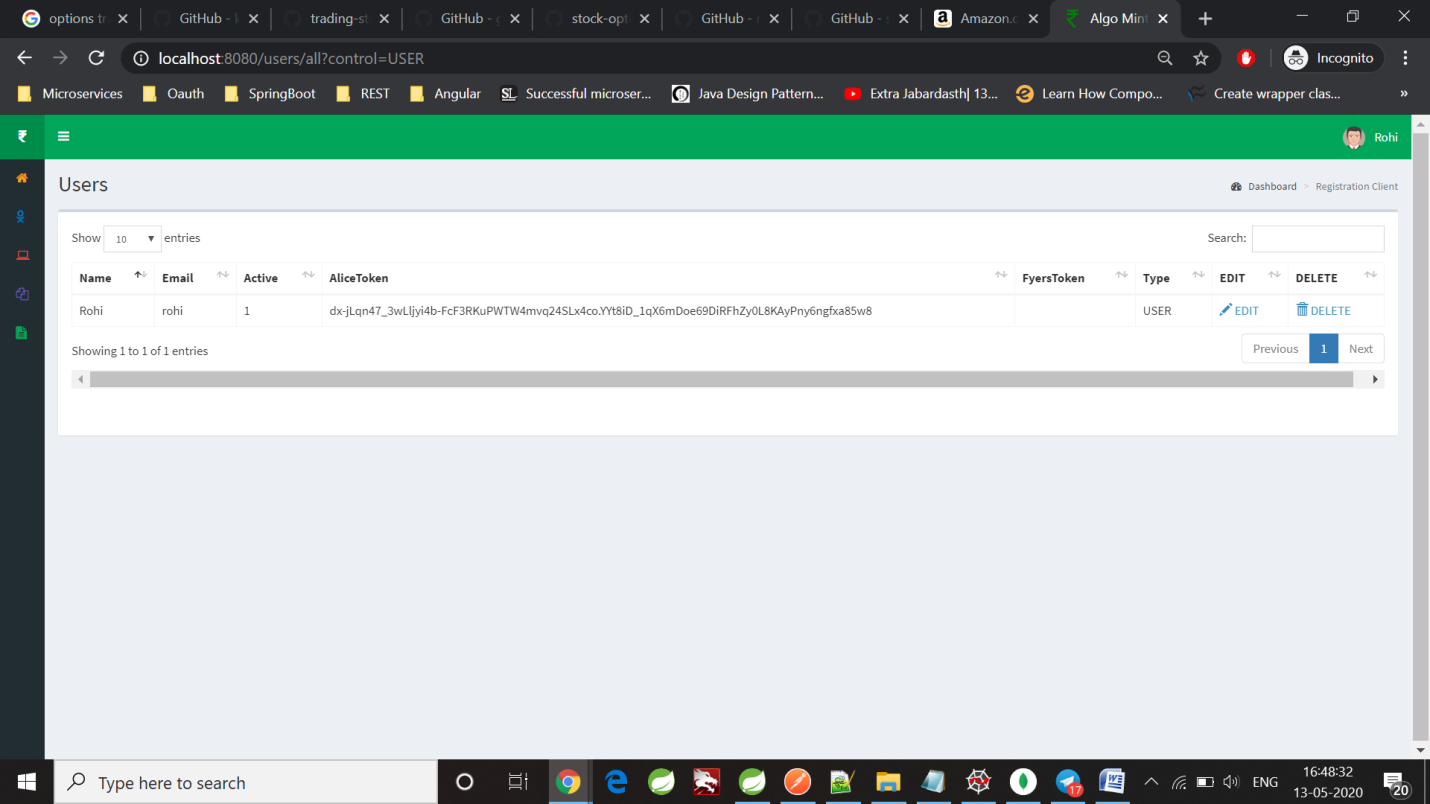 options tr
GitHub - k
trading-st
GitHub - g
stock-opt
GitHub - r
GitHub - s
Amazon.c
Algo Mint
localhost:8080/users/all?control=USER
Incognito
Microservices
Oauth
SpringBoot
REST
Angular
SL Successful microser...
Java Design Pattern...
Extra Jabardasth| 13...
Learn How Compo...
Create wrapper clas...
»
₹
Rohi
Users
Dashboard > Registration Client
Show 10 entries
Search:
Name Email Active AliceToken FyersToken Type EDIT DELETE
Rohi rohi 1 dx-jLqn47_3wLljyi4b-FcF3RKuPWTW4mvq24SLx4co.YYt8iD_1qX6mDoe69DiRFhZy0L8KAyPny6ngfxa85w8 USER EDIT DELETE
Showing 1 to 1 of 1 entries
Previous 1 Next
Type here to search
17
ENG
16:48:32
13-05-2020
20